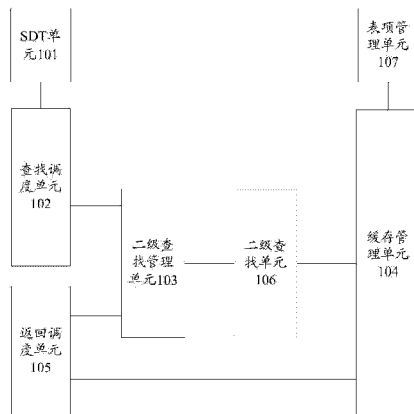 SDT单
元101
表项管
理单元
107
查找调
度单元
102
二级查
找管理
单元103
二级查
找单元
106
缓存管
理单元
104
返回调
度单元
105